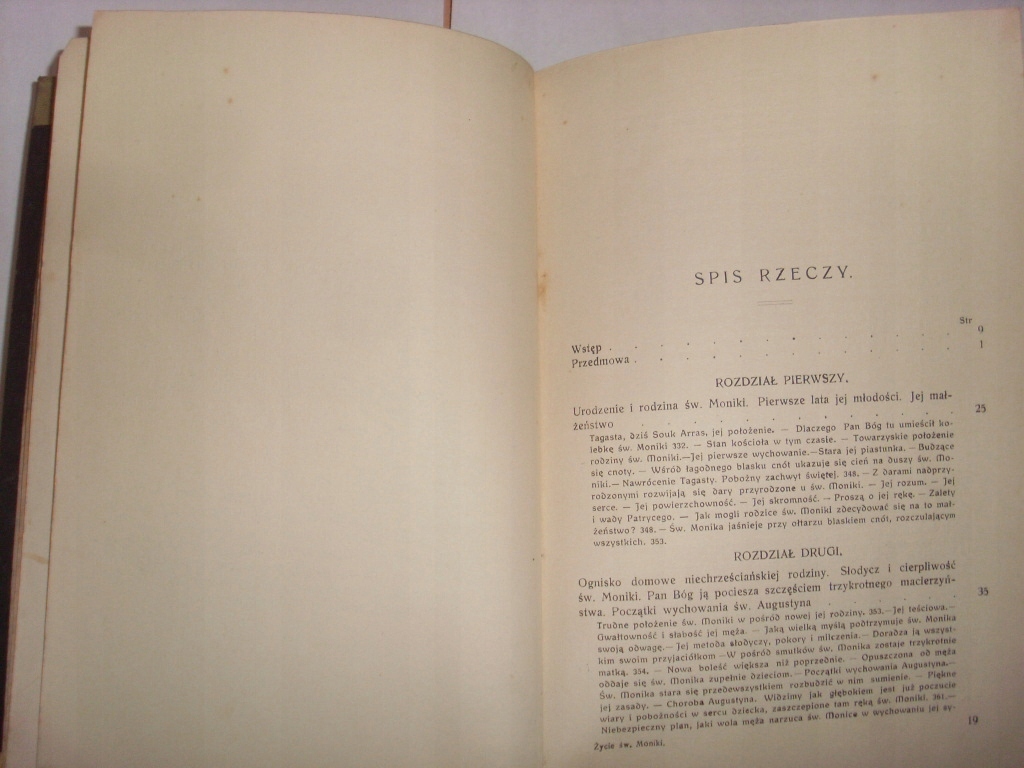 SPIS RZECZY.
Str
Wstęp . . . . . . . . . . . . . . 9
Przedmowa . . . . . . . . . . . . . 1
ROZDZIAŁ PIERWSZY.
Urodzenie i rodzina św. Moniki. Pierwsze lata jej młodości. Jej mał-
żeństwo . . . . . . . . . . . . . 25
Tagasta, dziś Souk Arras, jej położenie. — Dlaczego Pan Bóg tu umieścił ko-
lebkę św. Moniki 332. — Stan kościoła w tym czasie. — Towarzyskie położenie
rodziny św. Moniki.—Jej pierwsze wychowanie.—Stara jej piastunka. — Budzące
się cnoty. — Wśród łagodnego blasku cnót ukazuje się cień na duszy św. Mo-
niki.— Nawrócenie Tagasty. Pobożny zachwyt świętej. 348. — Z darami nadprzy-
rodzonymi rozwijają się dary przyrodzone u św. Moniki. — Jej rozum. — Jej
serce. — Jej powierzchowność. — Jej skromność. — Proszą o jej rękę. — Zalety
i wady Patrycego. — Jak mogli rodzice św. Moniki zdecydować się na to mał-
żeństwo? 348. — Św. Monika jaśnieje przy ołtarzu blaskiem cnót, rozczulającym
wszystkich. 353.
ROZDZIAŁ DRUGI.
Ognisko domowe niechrześciańskiej rodziny. Słodycz i cierpliwość
św. Moniki. Pan Bóg ją pociesza szczęściem trzykrotnego macierzyń-
stwa. Początki wychowania św. Augustyna . . . . . . 35
Trudne położenie św. Moniki w pośród nowej jej rodziny. 353.—Jej teściowa.—
Gwałtowność i słabość jej męża. — Jaką wielką myślą podtrzymuje św. Monika
swoją odwagę.— Jej metoda słodyczy, pokory i milczenia.— Doradza ją wszyst-
kim swoim przyjaciółkom —W pośród smutków św. Monika zostaje trzykrotnie
matką. 354. — Nowa boleść większa niż poprzednie. — Opuszczona od męża
oddaje się św. Monika zupełnie dzieciom.— Początki wychowania Augustyna.—
Św. Monika stara się przedewszystkiem rozbudzić w nim sumienie. — Piękne
jej zasady. — Choroba Augustyna. Widzimy jak głębokiem jest już poczucie
wiary i pobożności w sercu dziecka, zaszczepione tam ręką św. Moniki. 361.—
Niebezpieczny plan, jaki wola męża narzuca św. Monice w wychowaniu jej sy-
Życie św. Moniki. 19